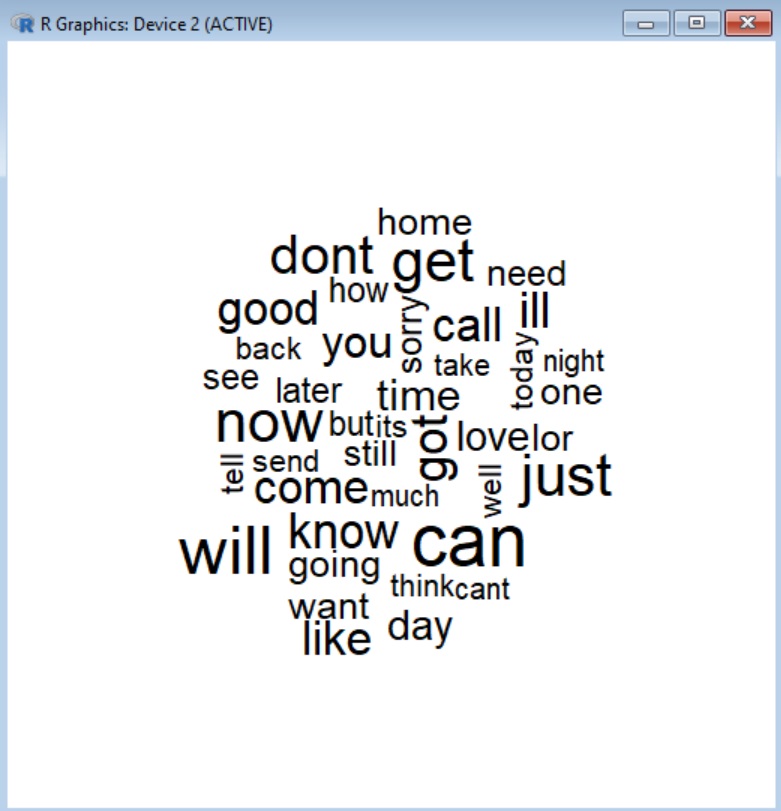 R Graphics: Device 2 (ACTIVE)
home
dont get need
how
good sorry call ill
back you take today night
see later time one
now but its got love lor
tell send still well just
come much
will know can
going
think cant
want
like day